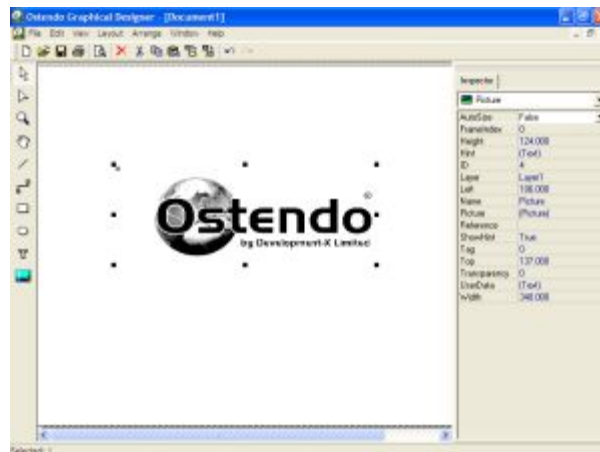 Ostendo Graphical Designer - [Document1]
File Edit View Layout Arrange Window Help
Inspector
Picture
AutoSize False
FrameIndex 0
Height 124.000
Hint (Text)
ID 4
Layer Layer1
Left 106.000
Name Picture
Picture (Picture)
Reference
ShowHint True
Tag 0
Top 137.000
Transparency 0
UserData (Text)
Width 340.000
Ostendo ®
by Development-X Limited